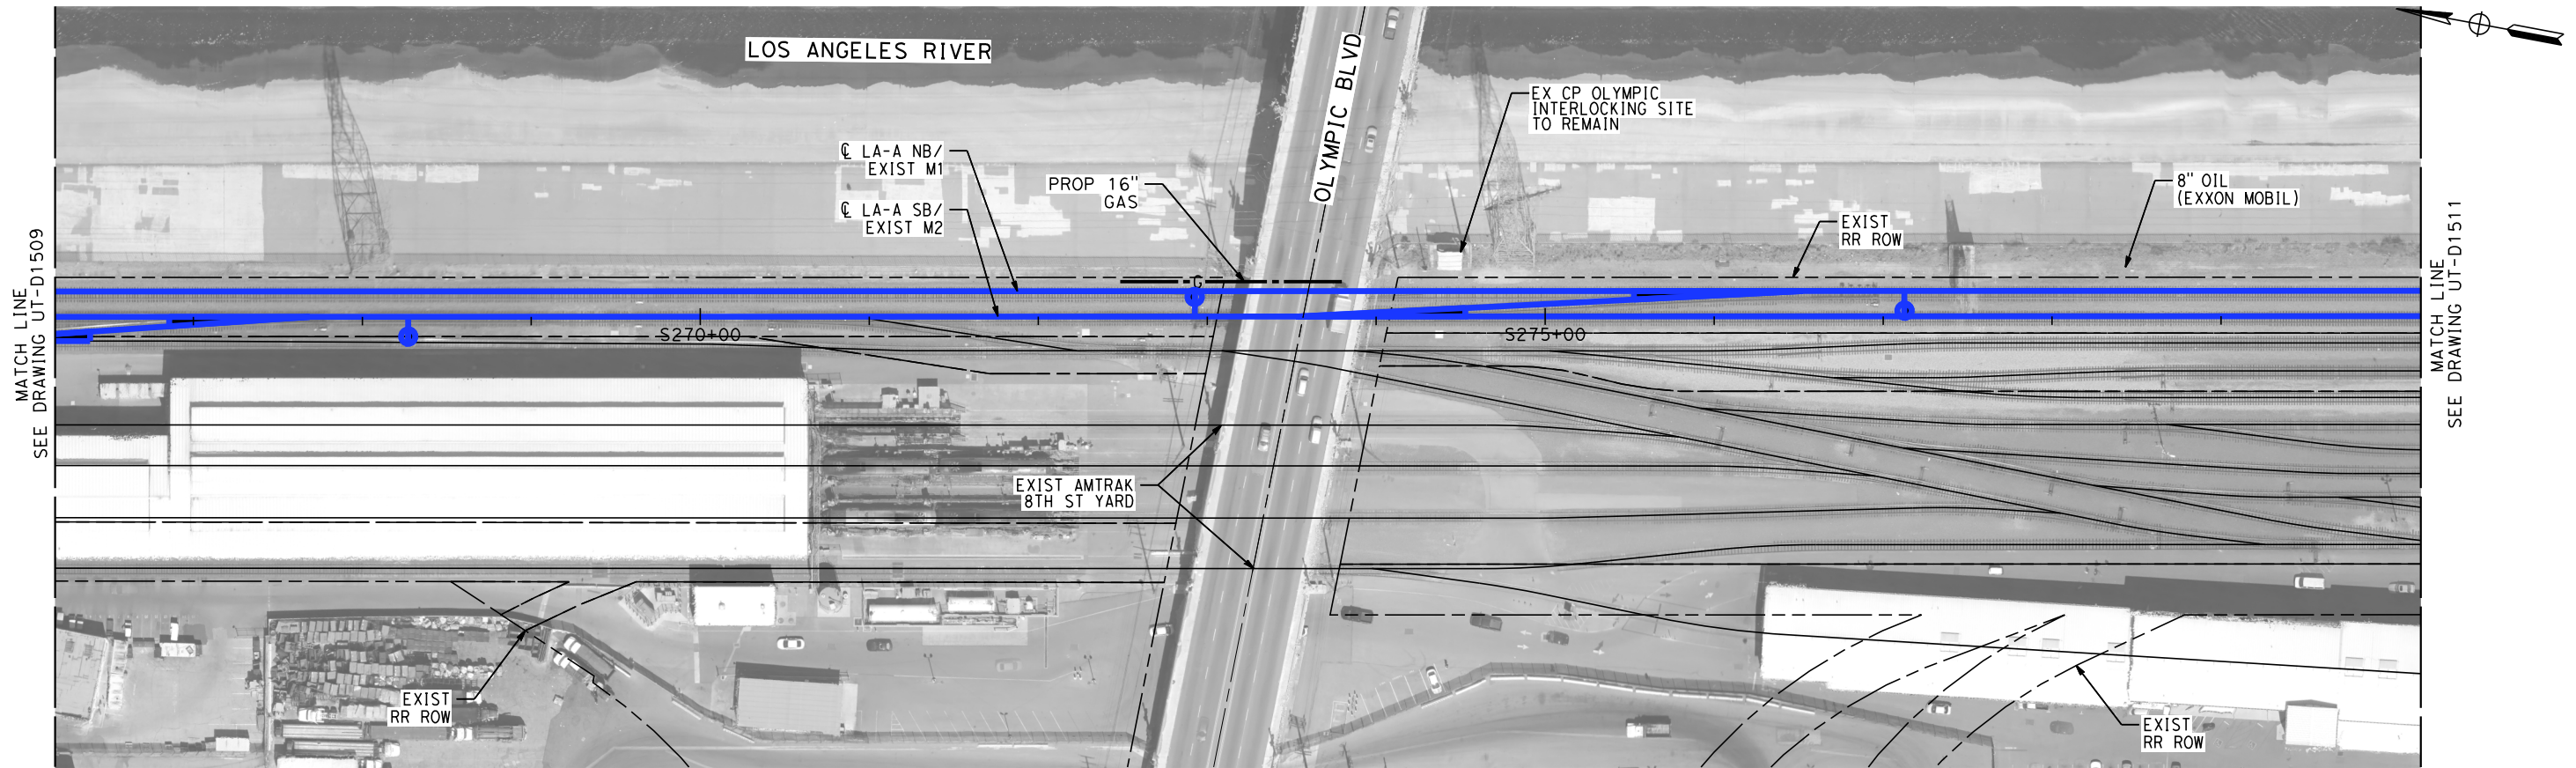 LOS ANGELES RIVER
OLYMPIC BLVD
EX CP OLYMPIC
INTERLOCKING SITE
TO REMAIN
℄ LA-A NB/
EXIST M1
PROP 16"
GAS
℄ LA-A SB/
EXIST M2
8" OIL
(EXXON MOBIL)
EXIST
RR ROW
G
MATCH LINE
SEE DRAWING UT-D1509
MATCH LINE
SEE DRAWING UT-D1511
S270+00
S275+00
EXIST AMTRAK
8TH ST YARD
EXIST
RR ROW
EXIST
RR ROW